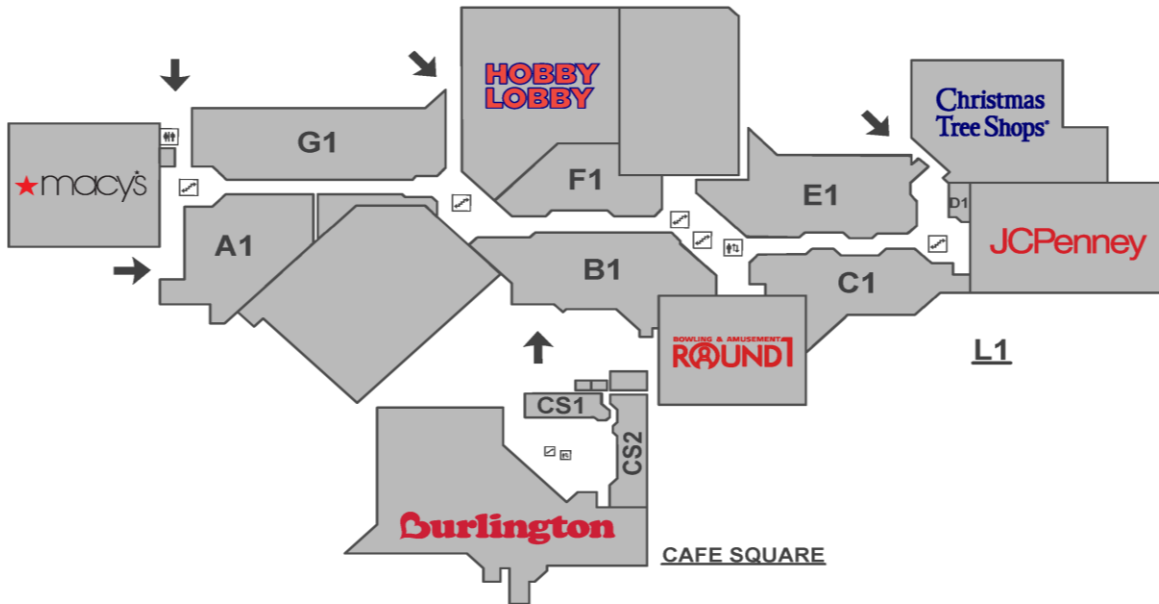 HOBBY
LOBBY
Christmas
Tree Shops®
G1
macy's
F1
E1
D1
A1
B1
C1
JCPenney
BOWLING & AMUSEMENT
ROUND1
L1
CS1
CS2
Burlington
CAFE SQUARE